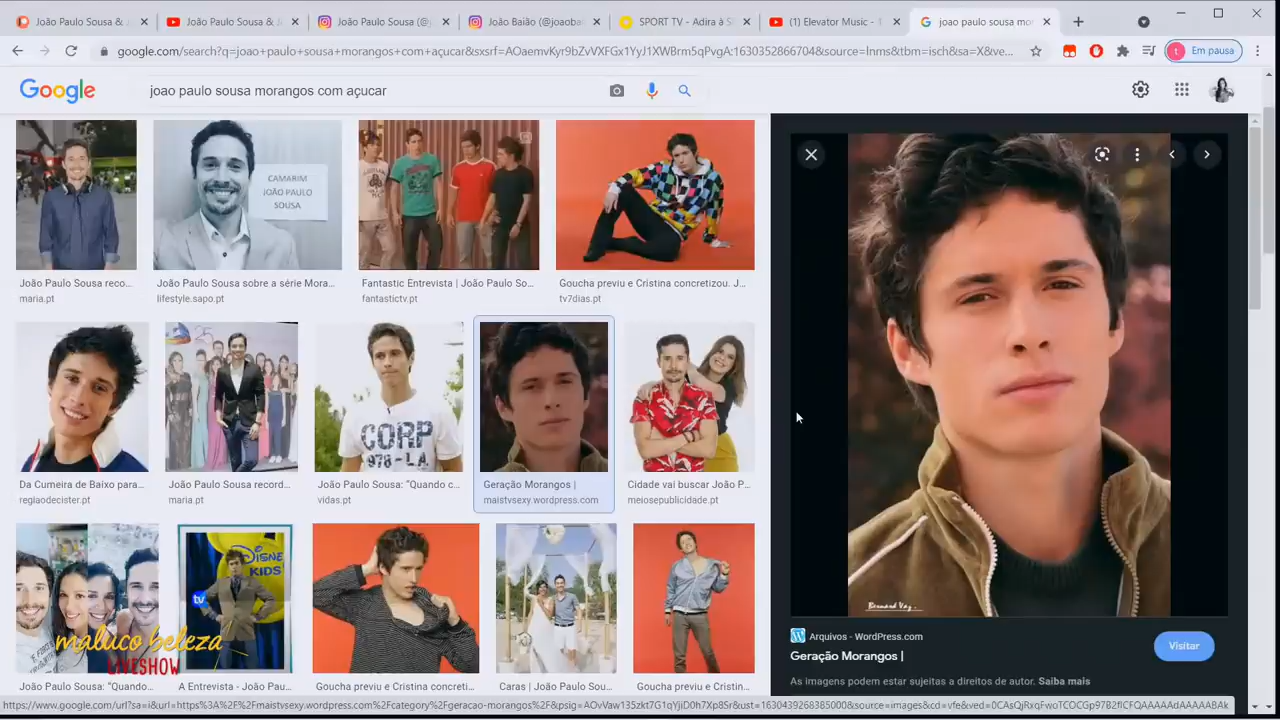 João Paulo Sousa &
João Paulo Sousa &
João Paulo Sousa (@
João Baião (@joaobai
SPORT TV - Adira a S
(1) Elevator Music -
joao paulo sousa mor
google.com/search?q=joao+paulo+sousa+morangos+com+açucar&sxsrf=AOaemvKyr9bZvVXFGx1YyJ1XWBrm5qPvgA:1630352866704&source=lnms&tbm=isch&sa=X&ve...
t
Em pausa
Google
joao paulo sousa morangos com açucar
CAMARIM
JOÃO PAULO
SOUSA
João Paulo Sousa reco...
maria.pt
João Paulo Sousa sobre a série Mora...
lifestyle.sapo.pt
Fantastic Entrevista | João Paulo So...
fantastictv.pt
Goucha previu e Cristina concretizou. J...
tv7dias.pt
CORP
978-L.A.
Da Cumeira de Baixo para...
regiaodecister.pt
João Paulo Sousa record...
maria.pt
João Paulo Sousa: “Quando c...
vidas.pt
Geração Morangos |
maistvsexy.wordpress.com
Cidade vai buscar João P...
meiosepublicidade.pt
DISNEY
KIDS
tv
maluco beleza
LIVESHOW
João Paulo Sousa: “Quando...
A Entrevista - João Pau...
Goucha previu e Cristina concreti...
Caras | João Paulo Sou...
Goucha previu e Cristin...
Bernard Vaz.
Arquivos - WordPress.com
Geração Morangos |
Visitar
As imagens podem estar sujeitas a direitos de autor. Saiba mais